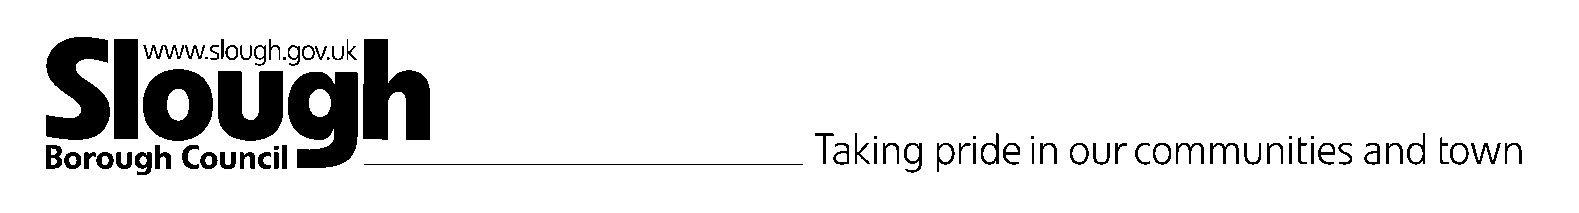 www.slough.gov.uk
Slough
Borough Council
Taking pride in our communities and town